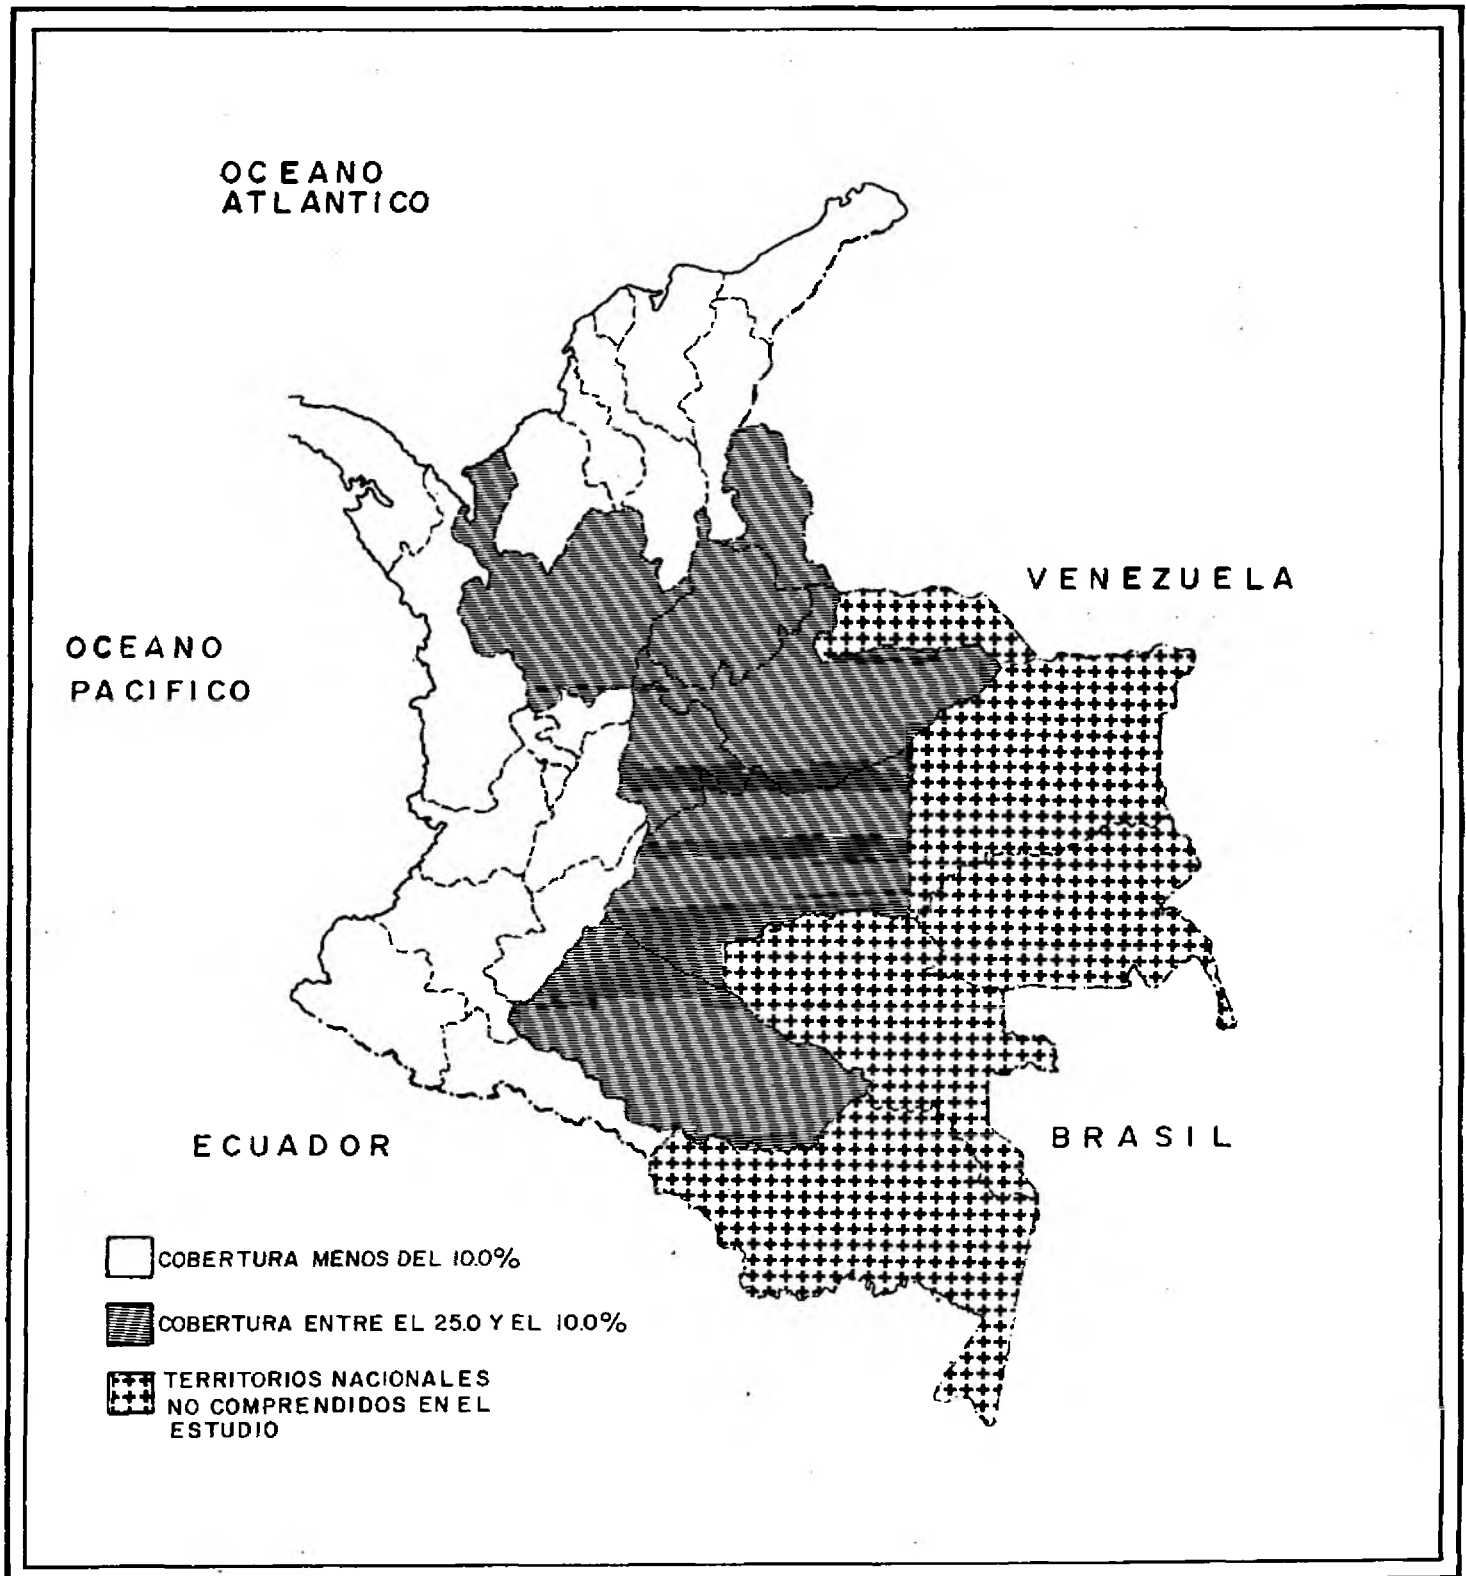 OCEANO
ATLANTICO
VENEZUELA
OCEANO
PACIFICO
ECUADOR
BRASIL
COBERTURA MENOS DEL 10.0%
COBERTURA ENTRE EL 25.0 Y EL 10.0%
TERRITORIOS NACIONALES
NO COMPRENDIDOS EN EL
ESTUDIO